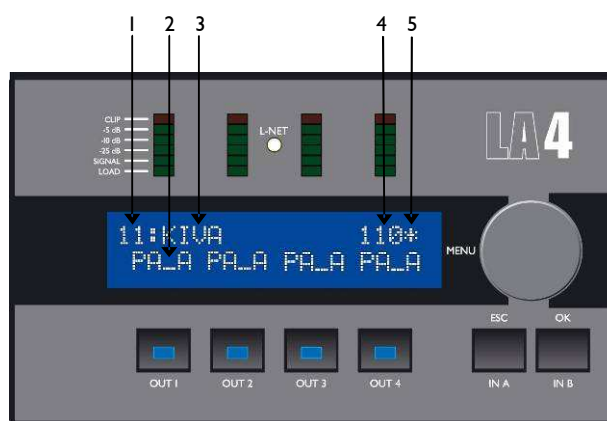 1 2 3 4 5
CLIP
-5 dB
-10 dB
-25 dB
SIGNAL
LOAD
L-NET
LA4
11:KIVA 110*
PA_A PA_A PA_A PA_A
MENU
ESC OK
OUT 1 OUT 2 OUT 3 OUT 4 IN A IN B